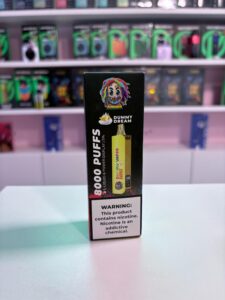 DUMMY
DREAM
8000 PUFFS
WARNING:
This product
contains nicotine.
Nicotine is an
addictive
chemical.